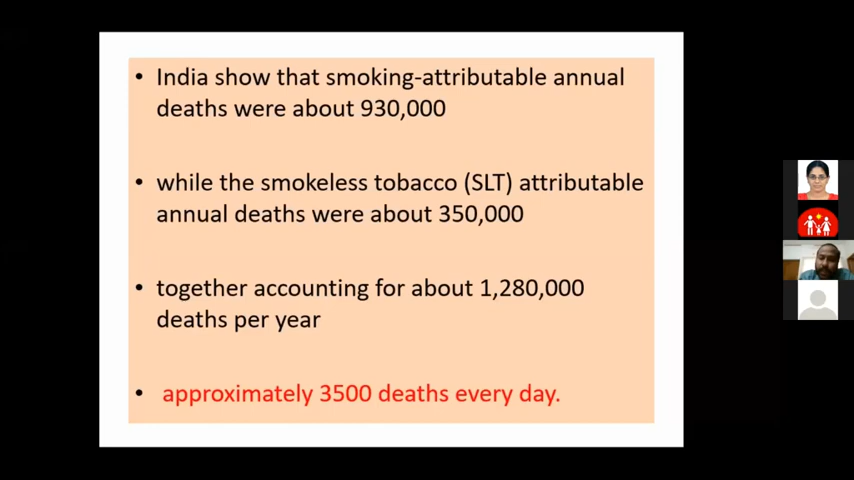 • India show that smoking-attributable annual
deaths were about 930,000
• while the smokeless tobacco (SLT) attributable
annual deaths were about 350,000
• together accounting for about 1,280,000
deaths per year
• approximately 3500 deaths every day.